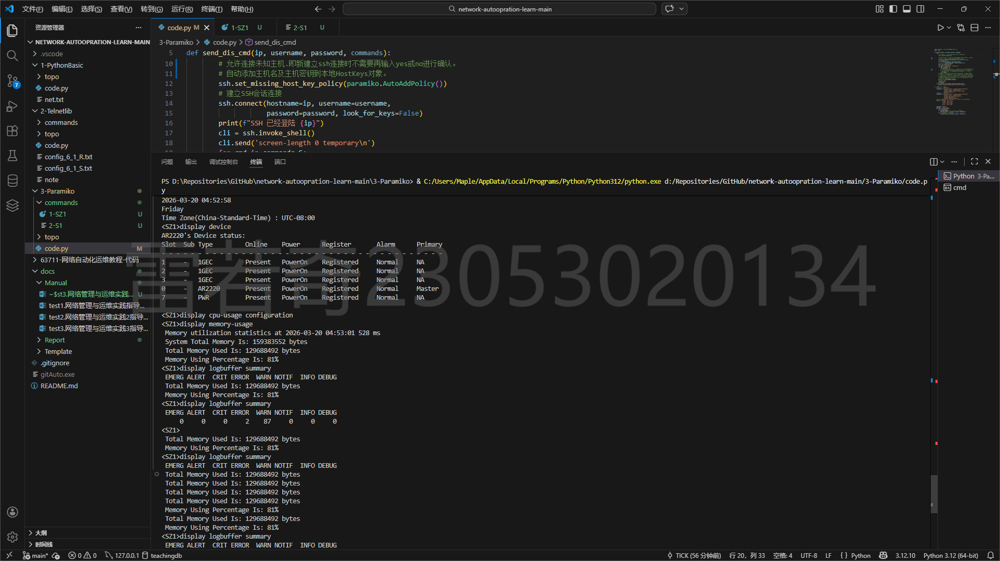 文件(F) 编辑(E) 选择(S) 查看(V) 转到(G) 运行(R) 终端(T) 帮助(H)
network-autoopration-learn-main
资源管理器
NETWORK-AUTOOPRATION-LEARN-MAIN
.vscode
1-PythonBasic
topo
code.py
net.txt
2-Telnetlib
commands
topo
code.py
config_6_1_R.txt
config_6_1_S.txt
note
3-Paramiko
commands
1-SZ1 U
2-S1 U
topo
code.py M
63711-网络自动化运维教程-代码
docs
Manual
~$st3.网络管理与运维实践... U
test1.网络管理与运维实践指导...
test2.网络管理与运维实践2指导...
test3.网络管理与运维实践3指导...
Report
Template
.gitignore
gitAuto.exe
README.md
大纲
时间线
7
code.py M 1-SZ1 U 2-S1 U
3-Paramiko > code.py > send_dis_cmd
5 def send_dis_cmd(ip, username, password, commands):
10 # 允许连接未知主机.即新建立ssh连接时不需要再输入yes或no进行确认。
11 # 自动添加主机名及主机密钥到本地HostKeys对象。
12 ssh.set_missing_host_key_policy(paramiko.AutoAddPolicy())
13 # 建立SSH会话连接
14 ssh.connect(hostname=ip, username=username,
15 password=password, look_for_keys=False)
16 print(f"SSH 已经登陆 {ip}")
17 cli = ssh.invoke_shell()
18 cli.send('screen-length 0 temporary\n')
问题 输出 调试控制台 终端 端口
PS D:\Repositories\GitHub\network-autoopration-learn-main\3-Paramiko> & C:/Users/Maple/AppData/Local/Programs/Python/Python312/python.exe d:/Repositories/GitHub/network-autoopration-learn-main/3-Paramiko/code.p
y
2026-03-20 04:52:58
Friday
Time Zone(China-Standard-Time) : UTC-08:00
<SZ1>display device
AR2220's Device status:
Slot Sub Type Online Power Register Alarm Primary
- - - - - - - - - - - - - - - - - - - - - - - - - - - - - - - - - - - - - - -
1 - 1GEC Present PowerOn Registered Normal NA
2 - 1GEC Present PowerOn Registered Normal NA
3 - 1GEC Present PowerOn Registered Normal NA
0 - AR2220 Present PowerOn Registered Normal Master
7 - PWR Present PowerOn Registered Normal NA
<SZ1>display cpu-usage configuration
<SZ1>display memory-usage
Memory utilization statistics at 2026-03-20 04:53:01 528 ms
System Total Memory Is: 159383552 bytes
Total Memory Used Is: 129688492 bytes
Memory Using Percentage Is: 81%
<SZ1>display logbuffer summary
EMERG ALERT CRIT ERROR WARN NOTIF INFO DEBUG
Total Memory Used Is: 129688492 bytes
Memory Using Percentage Is: 81%
<SZ1>display logbuffer summary
EMERG ALERT CRIT ERROR WARN NOTIF INFO DEBUG
0 0 0 2 87 0 0 0
<SZ1>
Total Memory Used Is: 129688492 bytes
Memory Using Percentage Is: 81%
<SZ1>display logbuffer summary
EMERG ALERT CRIT ERROR WARN NOTIF INFO DEBUG
Total Memory Used Is: 129688492 bytes
Total Memory Used Is: 129688492 bytes
Total Memory Used Is: 129688492 bytes
Total Memory Used Is: 129688492 bytes
Memory Using Percentage Is: 81%
Total Memory Used Is: 129688492 bytes
Memory Using Percentage Is: 81%
<SZ1>display logbuffer summary
EMERG ALERT CRIT ERROR WARN NOTIF INFO DEBUG
Python 3-Pa...
cmd
雷若奇23053020134
main* 0 0 127.0.0.1 teachingdb
TICK (56 分钟前) 行 20，列 33 空格: 4 UTF-8 LF { } Python 3.12.10 Python 3.12 (64-bit)